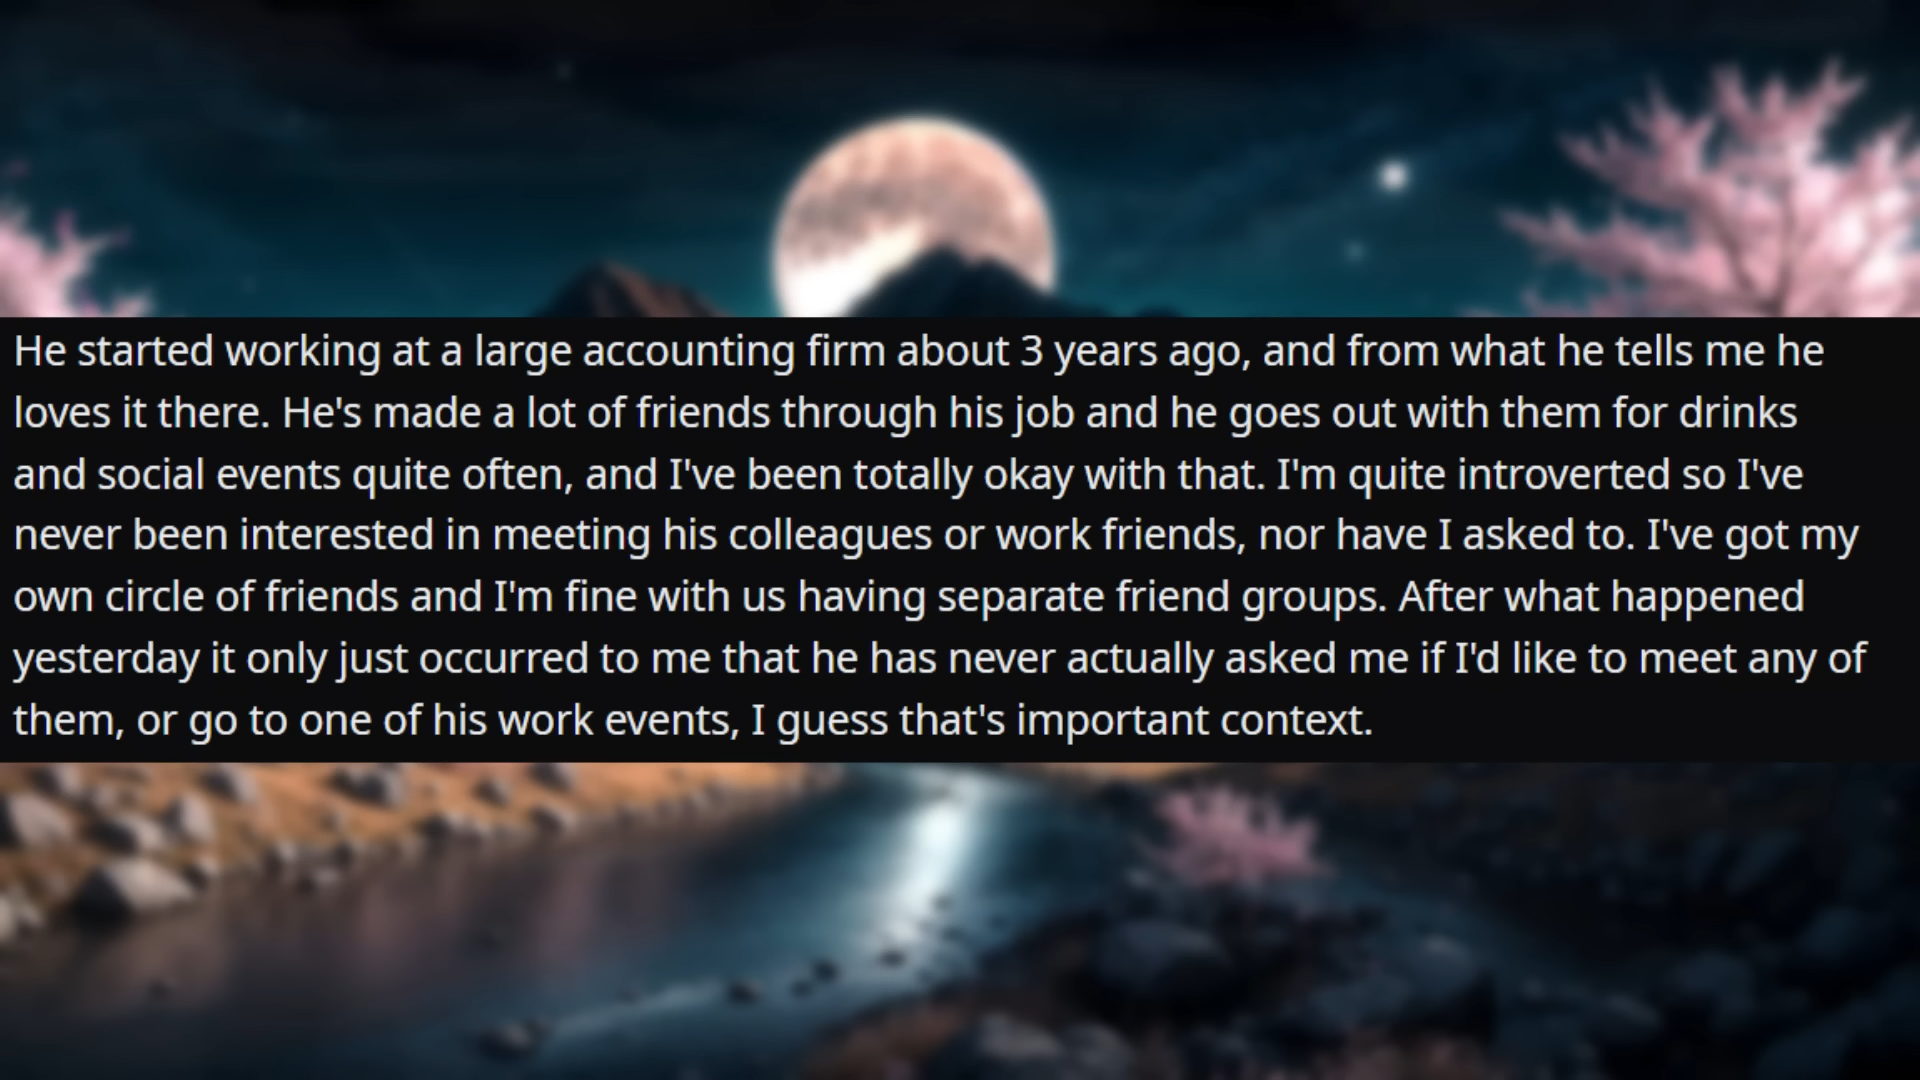 He started working at a large accounting firm about 3 years ago, and from what he tells me he
loves it there. He's made a lot of friends through his job and he goes out with them for drinks
and social events quite often, and I've been totally okay with that. I'm quite introverted so I've
never been interested in meeting his colleagues or work friends, nor have I asked to. I've got my
own circle of friends and I'm fine with us having separate friend groups. After what happened
yesterday it only just occurred to me that he has never actually asked me if I'd like to meet any of
them, or go to one of his work events, I guess that's important context.